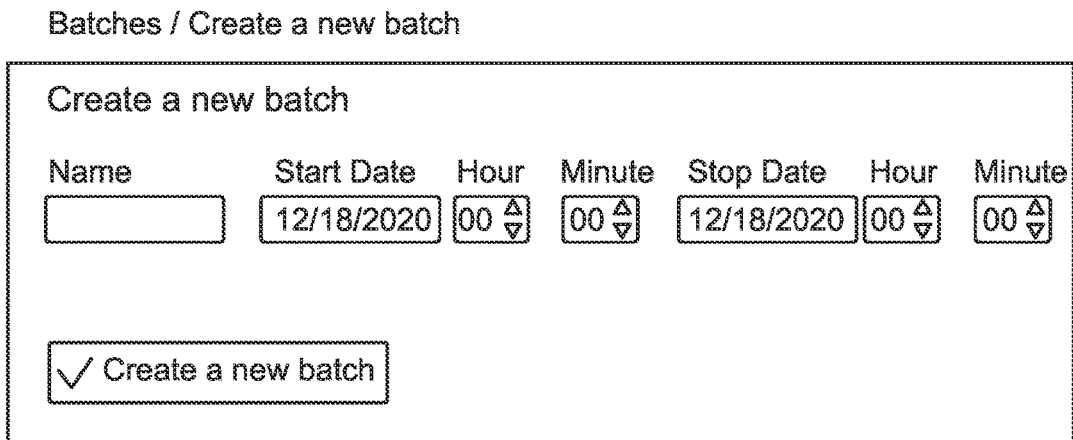 Batches / Create a new batch
Create a new batch
Name Start Date Hour Minute Stop Date Hour Minute
12/18/2020 00 00 12/18/2020 00 00
Create a new batch